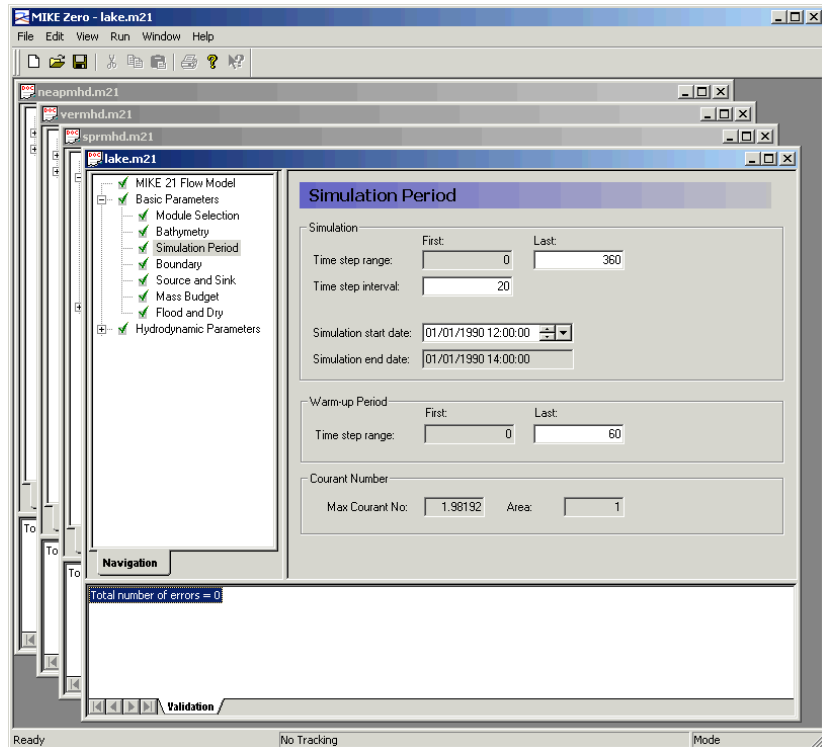 MIKE Zero - lake.m21
File Edit View Run Window Help
neapmhd.m21
vermhd.m21
sprmhd.m21
lake.m21
MIKE 21 Flow Model
Basic Parameters
Module Selection
Bathymetry
Simulation Period
Boundary
Source and Sink
Mass Budget
Flood and Dry
Hydrodynamic Parameters
Navigation
Simulation Period
Simulation
First: Last:
Time step range: 0 360
Time step interval: 20
Simulation start date: 01/01/1990 12:00:00
Simulation end date: 01/01/1990 14:00:00
Warm-up Period
First: Last:
Time step range: 0 60
Courant Number
Max Courant No: 1.98192 Area: 1
To
To
To
Total number of errors = 0
Validation
Ready No Tracking Mode